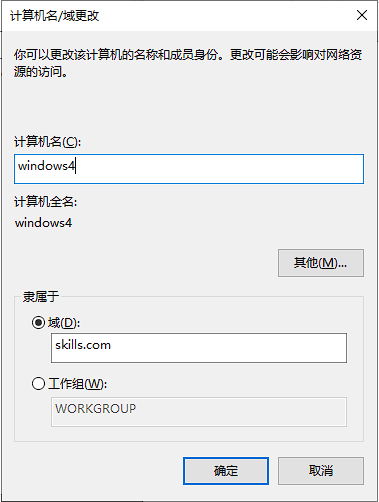 计算机名/域更改
你可以更改该计算机的名称和成员身份。更改可能会影响对网络资
源的访问。
计算机名(C):
windows4
计算机全名:
windows4
其他(M)...
隶属于
域(D):
skills.com
工作组(W):
WORKGROUP
确定
取消